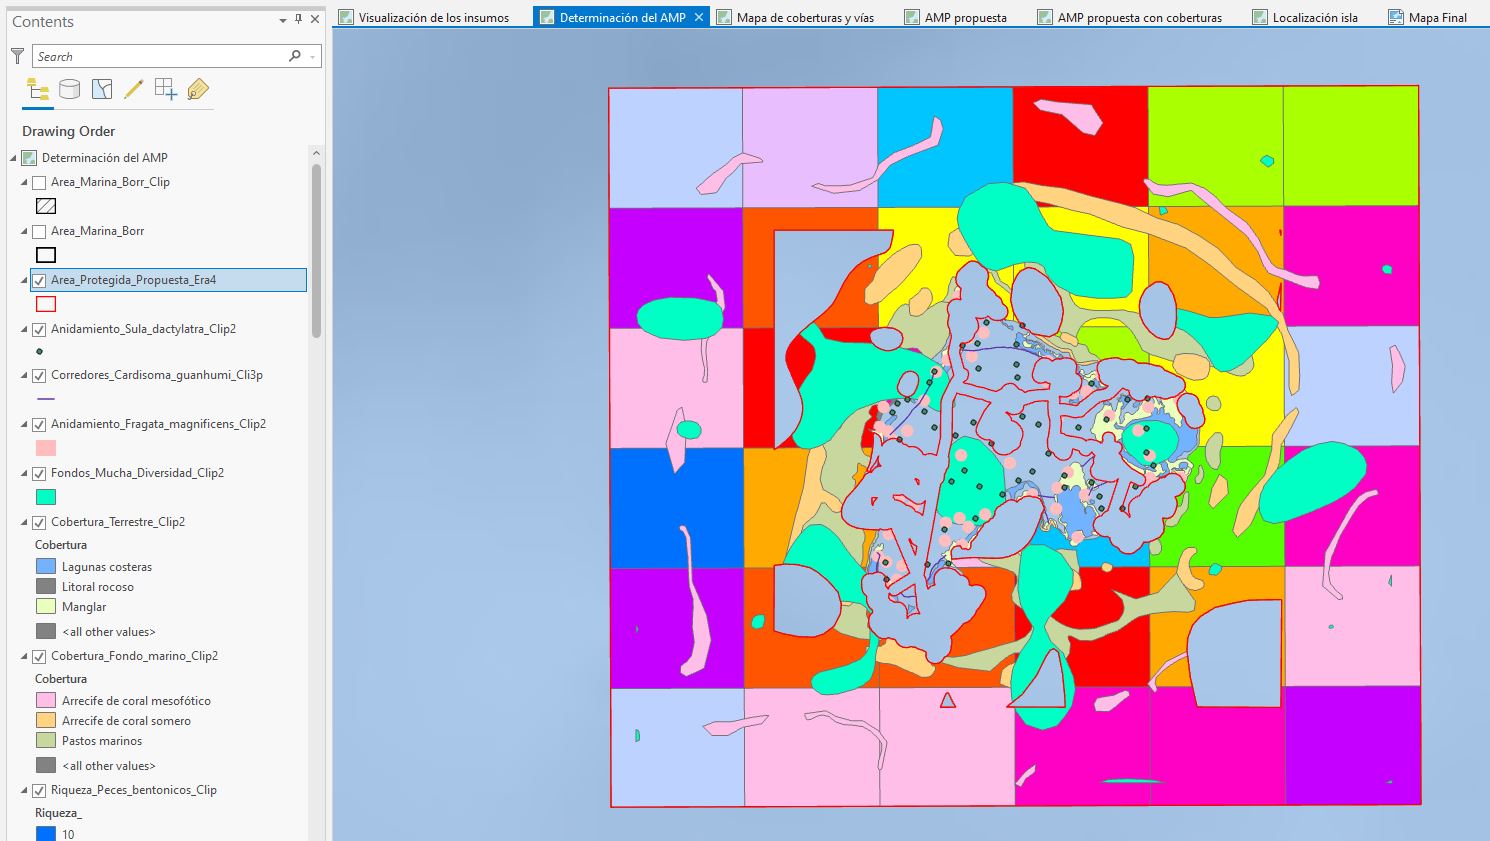 Contents
Search
Drawing Order
Determinación del AMP
Area_Marina_Borr_Clip
Area_Marina_Borr
Area_Protegida_Propuesta_Era4
Anidamiento_Sula_dactylatra_Clip2
Corredores_Cardisoma_guanhumi_Cli3p
Anidamiento_Fragata_magnificens_Clip2
Fondos_Mucha_Diversidad_Clip2
Cobertura_Terrestre_Clip2
Cobertura
Lagunas costeras
Litoral rocoso
Manglar
<all other values>
Cobertura_Fondo_marino_Clip2
Cobertura
Arrecife de coral mesofótico
Arrecife de coral somero
Pastos marinos
<all other values>
Riqueza_Peces_bentonicos_Clip
Riqueza_
10
Visualización de los insumos
Determinación del AMP
Mapa de coberturas y vías
AMP propuesta
AMP propuesta con coberturas
Localización isla
Mapa Final